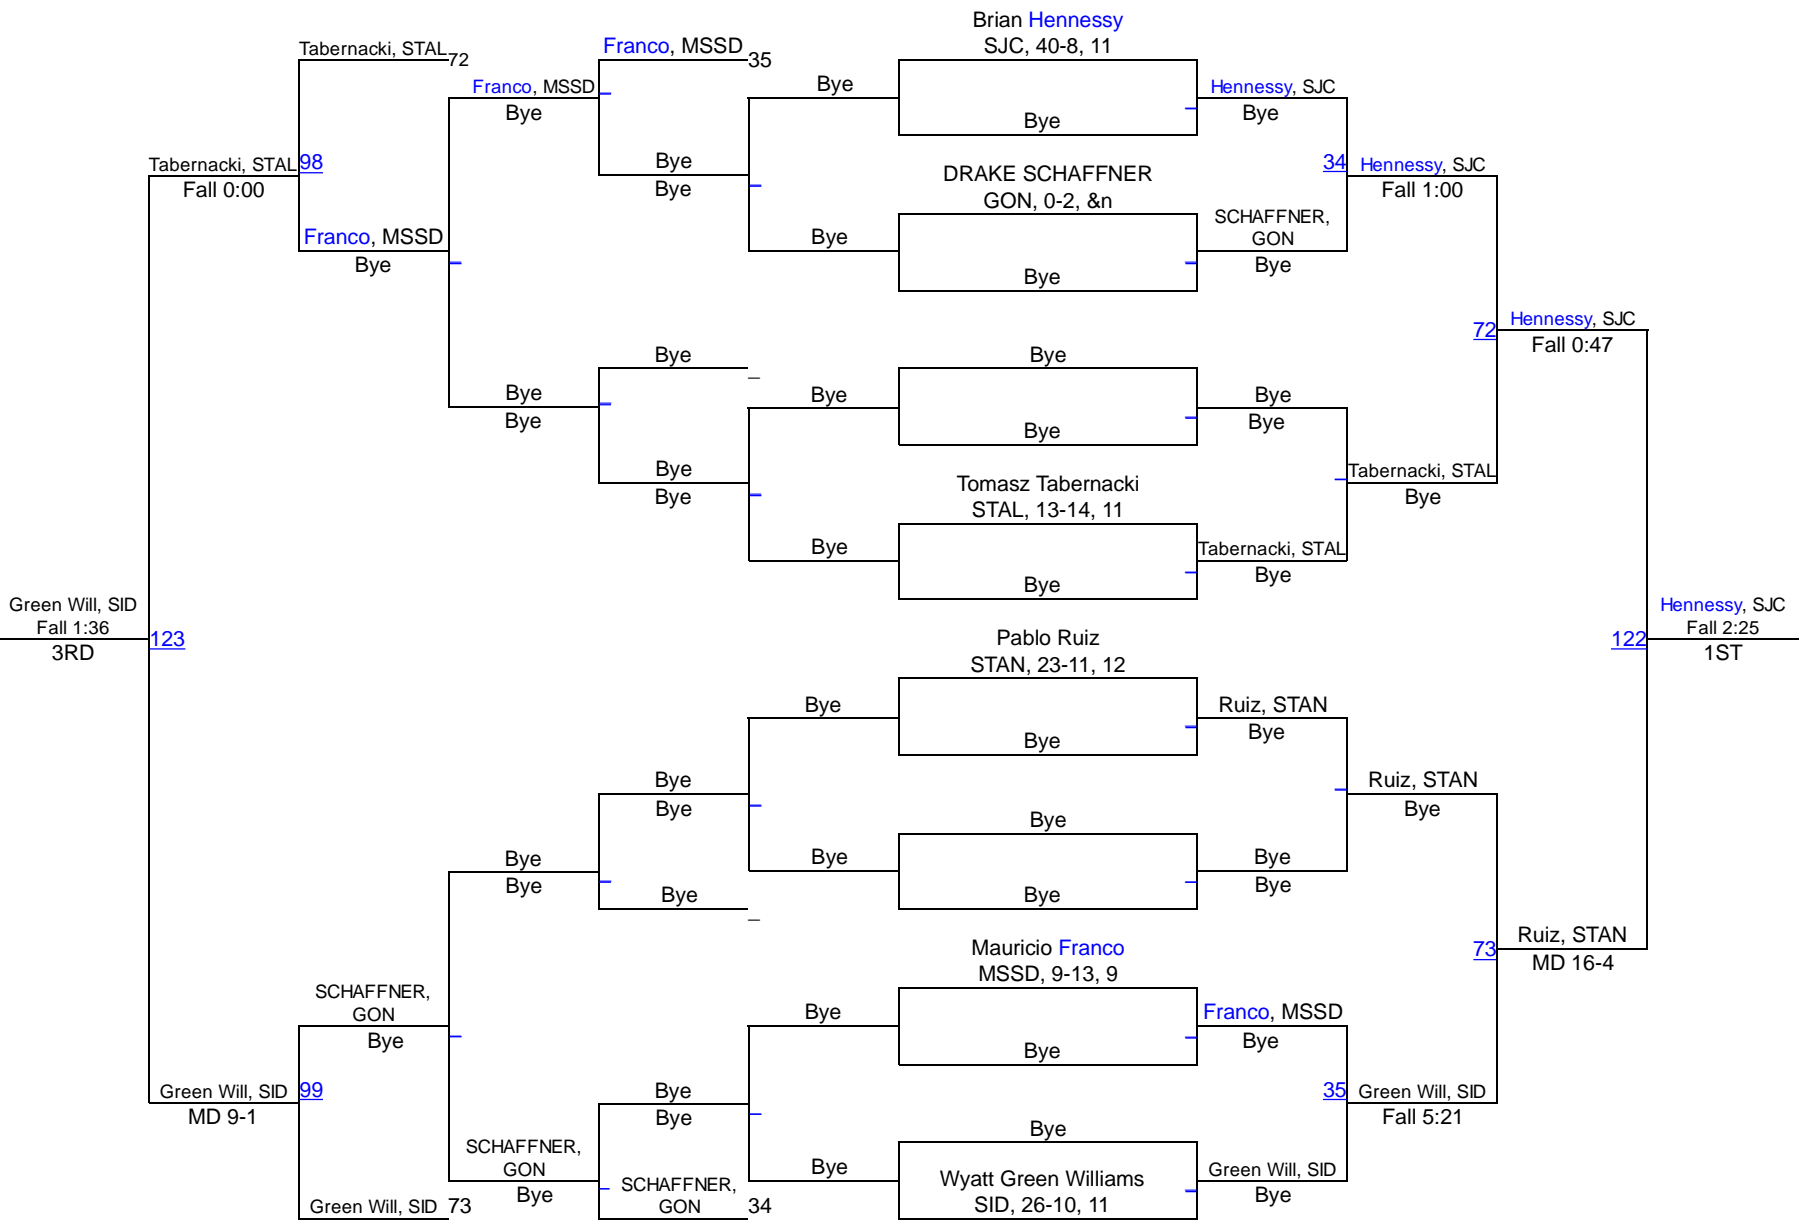 Brian Hennessy
SJC, 40-8, 11
Tabernacki, STAL
72
Franco, MSSD
35
Franco, MSSD
Bye
Bye
Bye
Hennessy, SJC
Bye
Tabernacki, STAL
Fall 0:00
98
Bye
Bye
DRAKE SCHAFFNER
GON, 0-2, &n
34
Hennessy, SJC
Fall 1:00
Franco, MSSD
Bye
Bye
Bye
SCHAFFNER,
GON
Bye
72
Hennessy, SJC
Fall 0:47
Bye
_
Bye
Bye
Bye
Bye
Bye
Bye
Bye
Bye
Bye
Bye
Tomasz Tabernacki
STAL, 13-14, 11
Tabernacki, STAL
Bye
Bye
Bye
Tabernacki, STAL
Bye
Green Will, SID
Fall 1:36
3RD
123
Pablo Ruiz
STAN, 23-11, 12
122
Hennessy, SJC
Fall 2:25
1ST
Bye
Bye
Ruiz, STAN
Bye
Bye
Bye
Ruiz, STAN
Bye
Bye
Bye
Bye
Bye
Bye
Bye
Bye
Bye
_
Mauricio Franco
MSSD, 9-13, 9
73
Ruiz, STAN
MD 16-4
SCHAFFNER,
GON
Bye
Bye
Bye
Franco, MSSD
Bye
Green Will, SID
MD 9-1
99
Bye
Bye
35
Green Will, SID
Fall 5:21
SCHAFFNER,
GON
Bye
SCHAFFNER,
GON
34
Bye
Bye
Wyatt Green Williams
SID, 26-10, 11
Green Will, SID
Bye
Green Will, SID
73